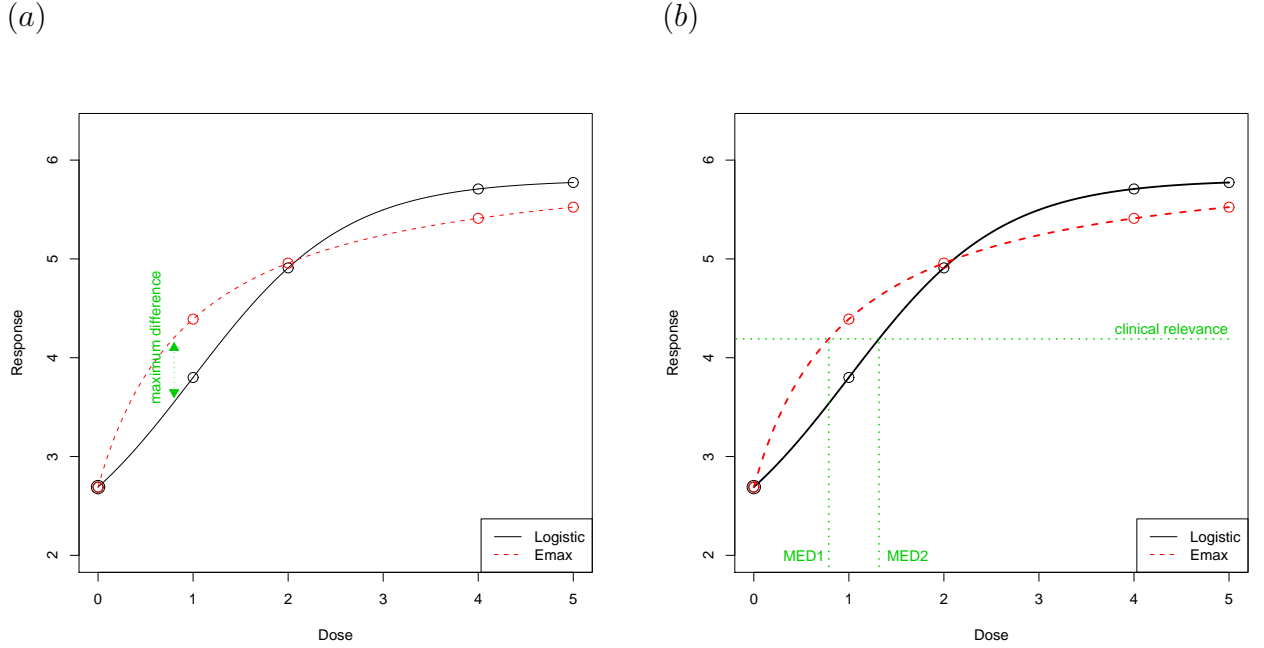 (a)
6
5
4
3
2
Response
maximum difference
Logistic
Emax
0 1 2 3 4 5
Dose
(b)
6
5
4
3
2
Response
clinical relevance
MED1 MED2
Logistic
Emax
0 1 2 3 4 5
Dose